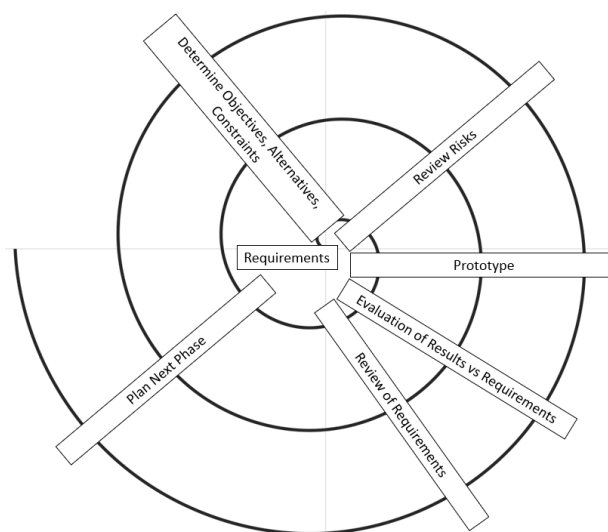 Determine Objectives, Alternatives,
Constraints
Review Risks
Requirements
Prototype
Evaluation of Results vs Requirements
Review of Requirements
Plan Next Phase